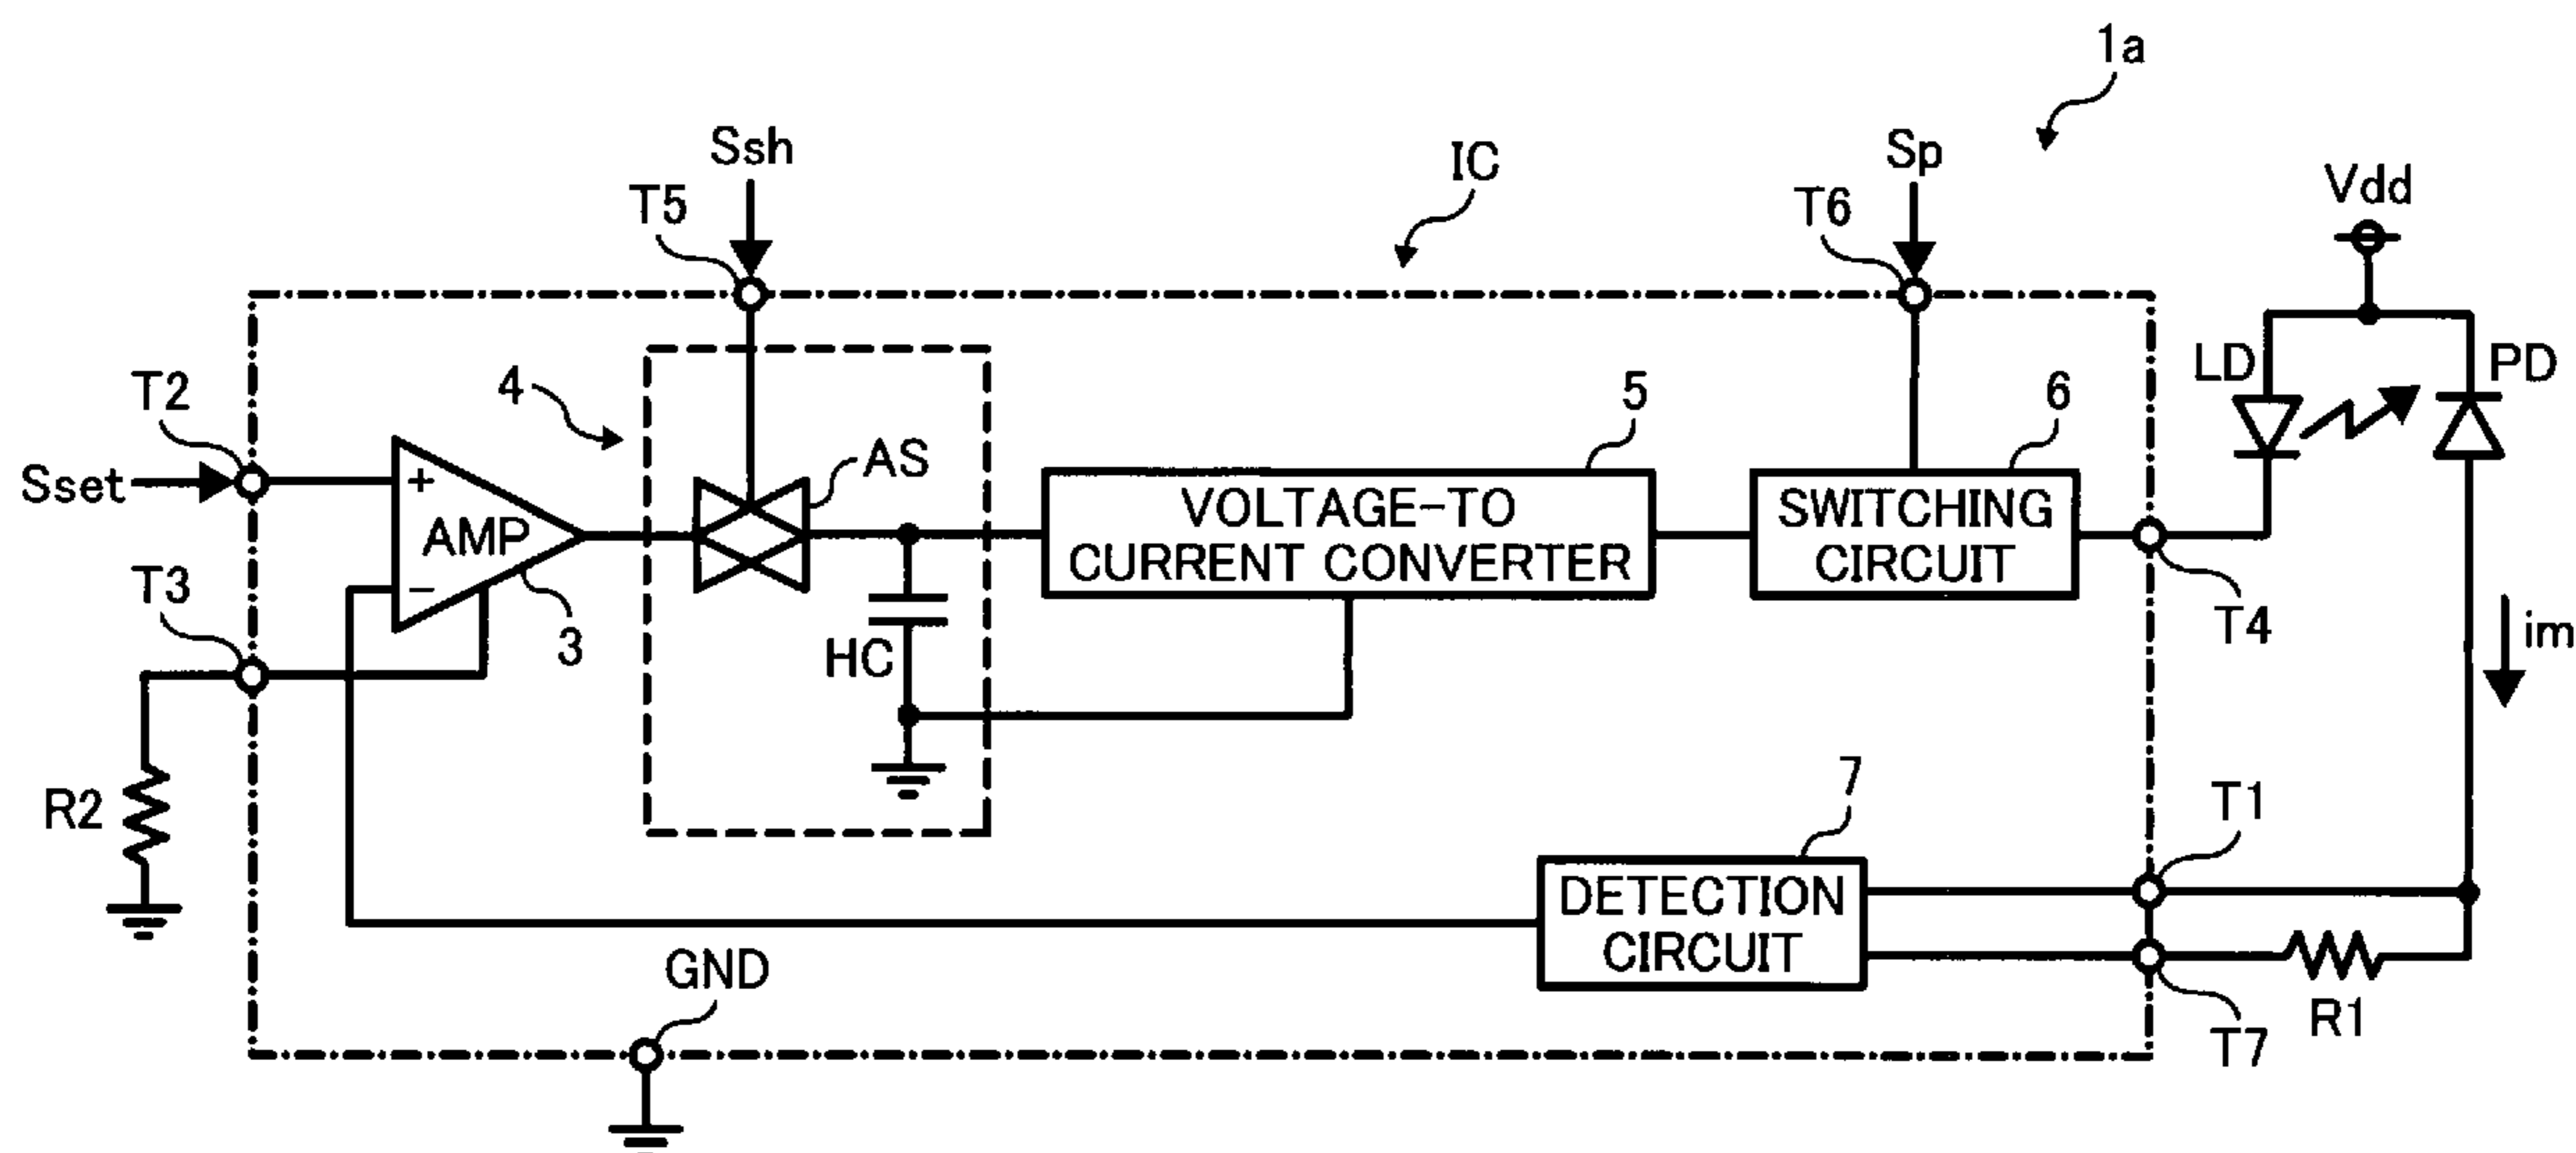 1a
Ssh
IC
Sp
T5
T6
Vdd
T2
4
AS
5
6
LD
PD
Sset
+
AMP
VOLTAGE-TO
CURRENT CONVERTER
SWITCHING
CIRCUIT
T3
-
3
HC
T4
im
R2
7
T1
DETECTION
CIRCUIT
GND
R1
T7